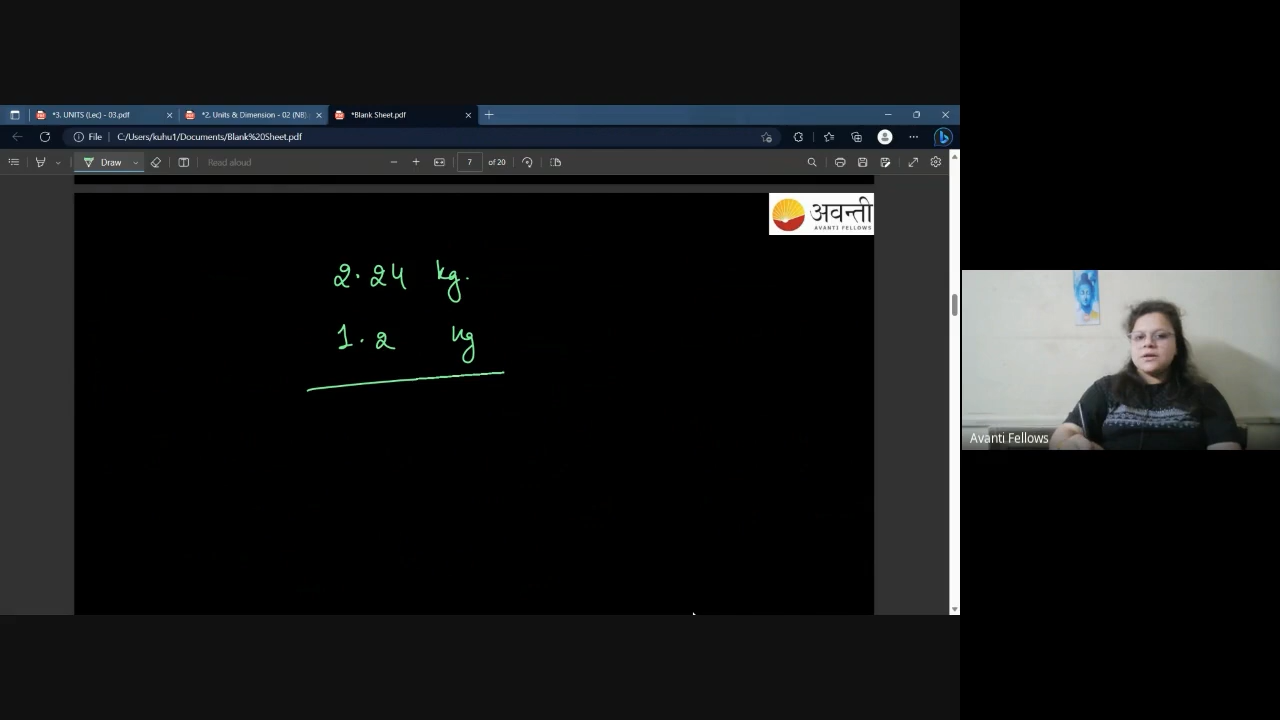 *3. UNITS (Lec) - 03.pdf
*2. Units & Dimension - 02 (NB).
*Blank Sheet.pdf
File
C:/Users/kuhu1/Documents/Blank%20Sheet.pdf
Draw
Read aloud
7
of 20
अवन्ती
AVANTI FELLOWS
2.24 kg.
1.2 kg
Avanti Fellows